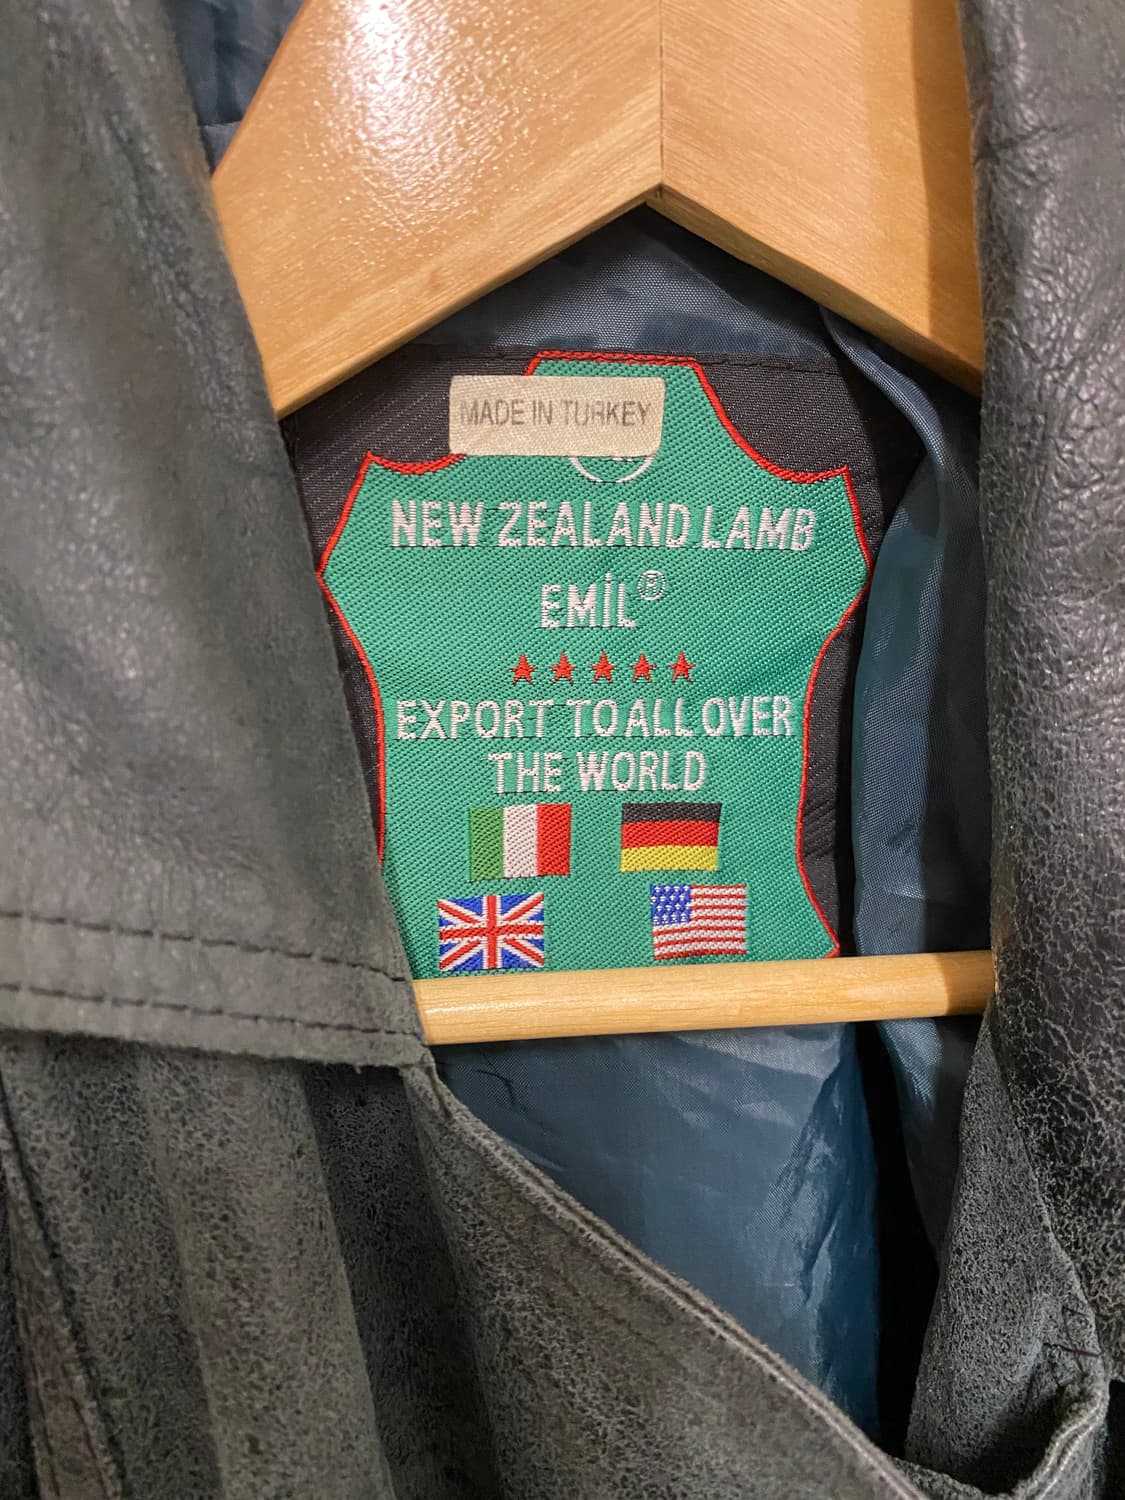 MADE IN TURKEY
NEW ZEALAND LAMB
EMİL®
EXPORT TO ALL OVER
THE WORLD